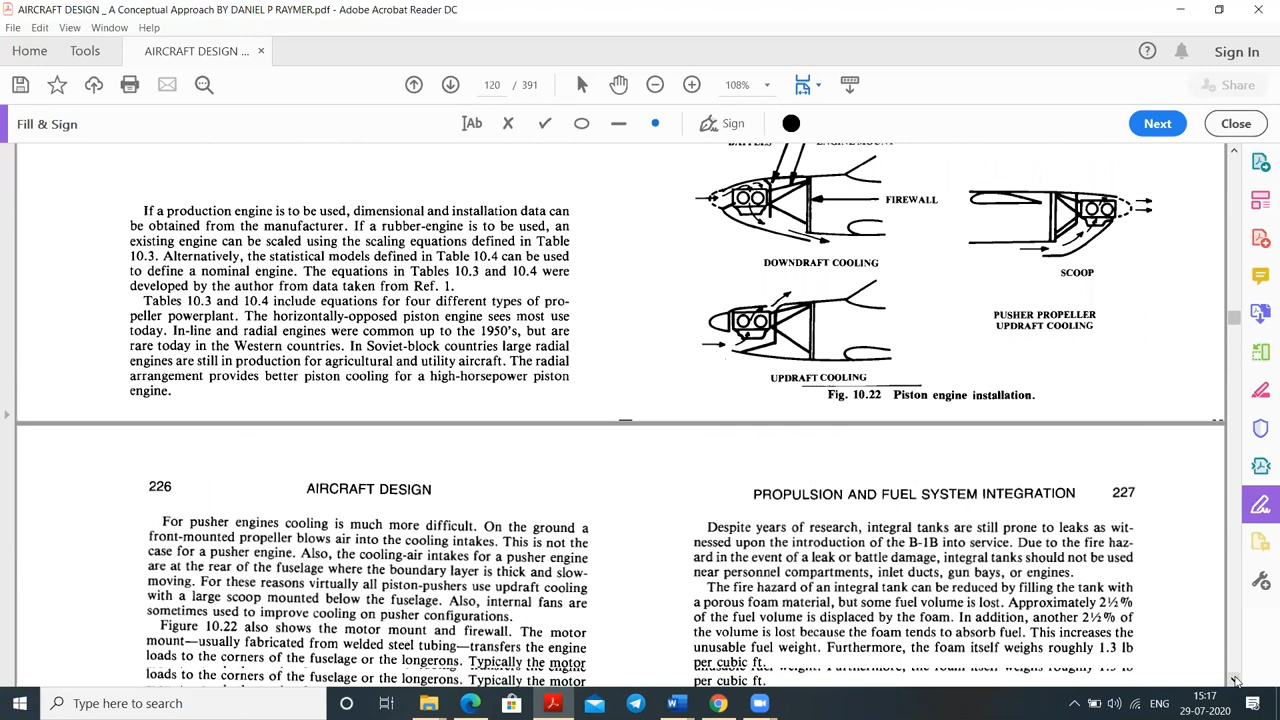 AIRCRAFT DESIGN _ A Conceptual Approach BY DANIEL P RAYMER.pdf - Adobe Acrobat Reader DC
File Edit View Window Help
Home Tools AIRCRAFT DESIGN ... × Sign In
120 / 391 108% Share
Fill & Sign Ab Sign Next Close
If a production engine is to be used, dimensional and installation data can
be obtained from the manufacturer. If a rubber-engine is to be used, an
existing engine can be scaled using the scaling equations defined in Table
10.3. Alternatively, the statistical models defined in Table 10.4 can be used
to define a nominal engine. The equations in Tables 10.3 and 10.4 were
developed by the author from data taken from Ref. 1.
Tables 10.3 and 10.4 include equations for four different types of pro-
peller powerplant. The horizontally-opposed piston engine sees most use
today. In-line and radial engines were common up to the 1950's, but are
rare today in the Western countries. In Soviet-block countries large radial
engines are still in production for agricultural and utility aircraft. The radial
arrangement provides better piston cooling for a high-horsepower piston
engine.
BAFFLES ENGINE MOUNT
FIREWALL
DOWNDRAFT COOLING
SCOOP
PUSHER PROPELLER
UPDRAFT COOLING
UPDRAFT COOLING
Fig. 10.22 Piston engine installation.
226 AIRCRAFT DESIGN
For pusher engines cooling is much more difficult. On the ground a
front-mounted propeller blows air into the cooling intakes. This is not the
case for a pusher engine. Also, the cooling-air intakes for a pusher engine
are at the rear of the fuselage where the boundary layer is thick and slow-
moving. For these reasons virtually all piston-pushers use updraft cooling
with a large scoop mounted below the fuselage. Also, internal fans are
sometimes used to improve cooling on pusher configurations.
Figure 10.22 also shows the motor mount and firewall. The motor
mount—usually fabricated from welded steel tubing—transfers the engine
loads to the corners of the fuselage or the longerons. Typically the motor
loads to the corners of the fuselage or the longerons. Typically the motor
PROPULSION AND FUEL SYSTEM INTEGRATION 227
Despite years of research, integral tanks are still prone to leaks as wit-
nessed upon the introduction of the B-1B into service. Due to the fire haz-
ard in the event of a leak or battle damage, integral tanks should not be used
near personnel compartments, inlet ducts, gun bays, or engines.
The fire hazard of an integral tank can be reduced by filling the tank with
a porous foam material, but some fuel volume is lost. Approximately 2½%
of the fuel volume is displaced by the foam. In addition, another 2½% of
the volume is lost because the foam tends to absorb fuel. This increases the
unusable fuel weight. Furthermore, the foam itself weighs roughly 1.3 lb
per cubic ft.
per cubic ft.
Type here to search
15:17
29-07-2020